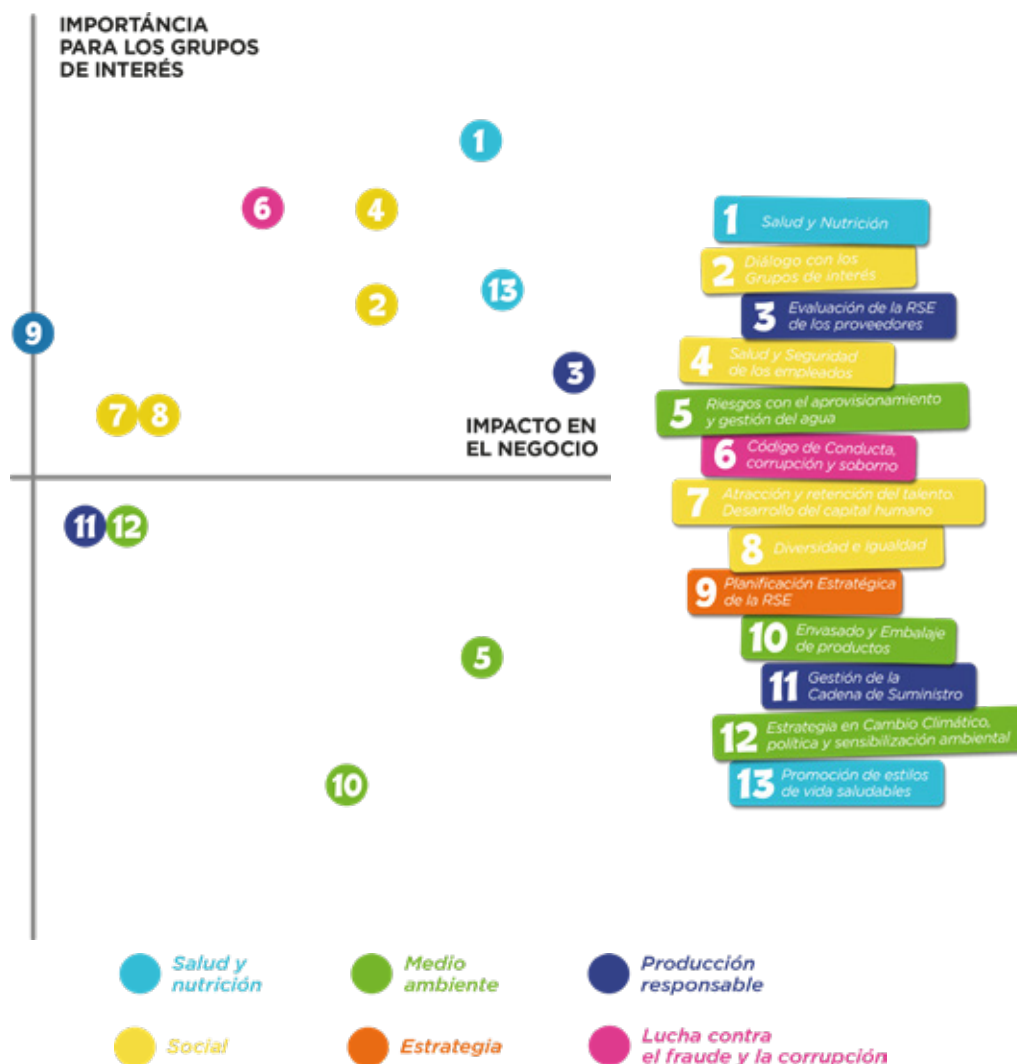 IMPORTÁNCIA
PARA LOS GRUPOS
DE INTERÉS
1
6
4
13
2
9
3
7
8
IMPACTO EN
EL NEGOCIO
11
12
5
10
1 Salud y Nutrición
2 Diálogo con los
Grupos de interés
3 Evaluación de la RSE
de los proveedores
4 Salud y Seguridad
de los empleados
5 Riesgos con el aprovisionamiento
y gestión del agua
6 Código de Conducta,
corrupción y soborno
7 Atracción y retención del talento.
Desarrollo del capital humano
8 Diversidad e Igualdad
9 Planificación Estratégica
de la RSE
10 Envasado y Embalaje
de productos
11 Gestión de la
Cadena de Suministro
12 Estrategia en Cambio Climático,
política y sensibilización ambiental
13 Promoción de estilos
de vida saludables
Salud y
nutrición
Medio
ambiente
Producción
responsable
Social
Estrategia
Lucha contra
el fraude y la corrupción